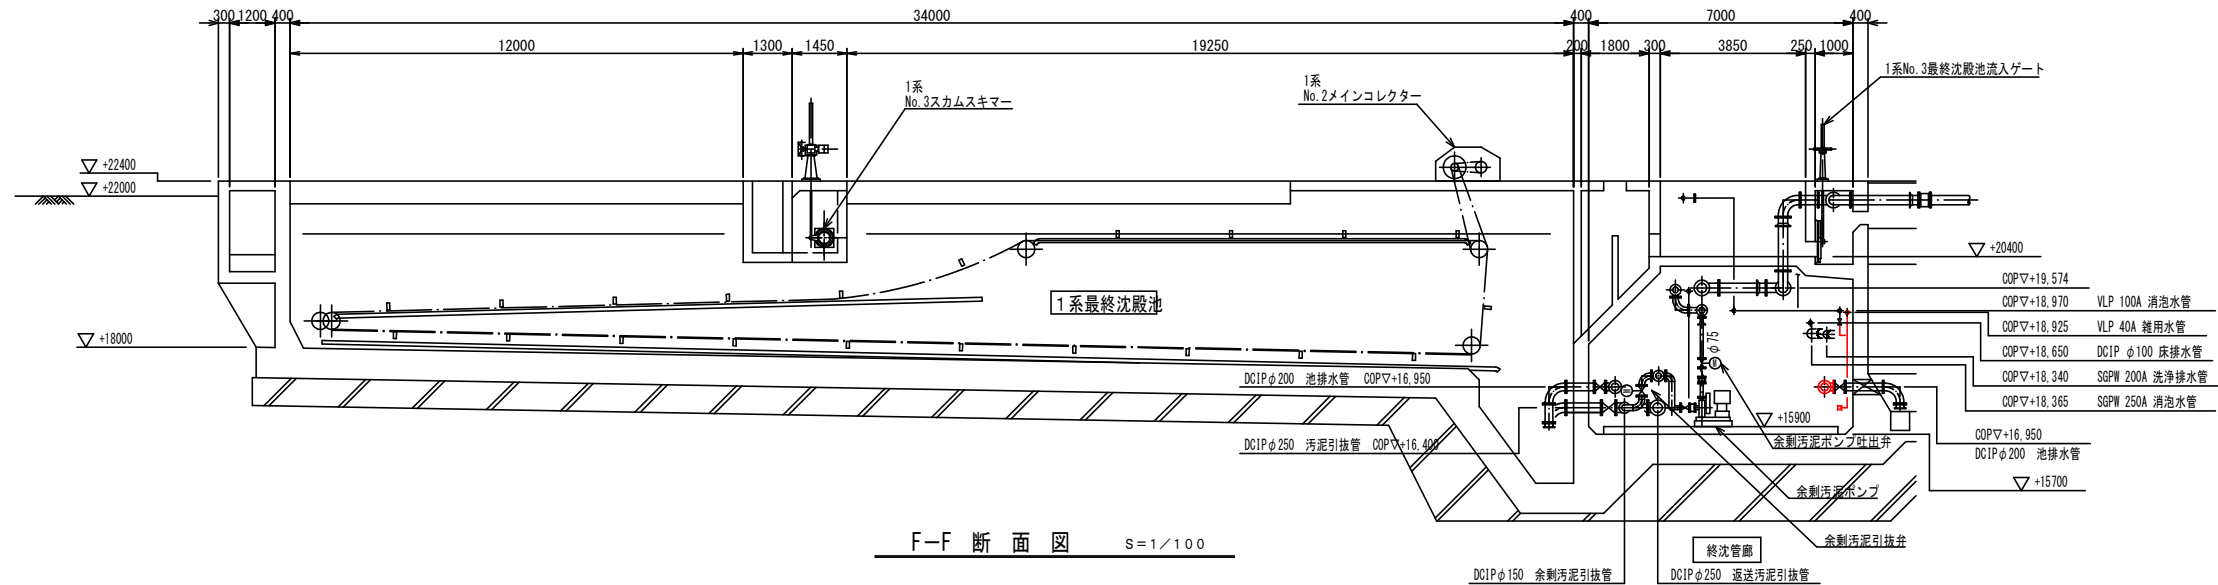 300 1200 400 34000 400 7000 400
12000 1300 1450 19250 200 1800 300 3850 250 1000
1系No.3最終沈殿池流入ゲート
1系
No.3スカムスキマー
1系
No.2メインコレクター
+22400
+22000
+20400
COP▽+19,574
COP▽+18,970 VLP 100A 消泡水管
COP▽+18,925 VLP 40A 雑用水管
COP▽+18,650 DCIP φ100 床排水管
COP▽+18,340 SGPW 200A 洗浄排水管
COP▽+18,365 SGPW 250A 消泡水管
1系最終沈殿池
+18000
φ75
DCIPφ200 池排水管 COP▽+16,950
+15900
余剰汚泥ポンプ吐出弁
DCIPφ250 汚泥引抜管 COP▽+16,400
COP▽+16,950
DCIPφ200 池排水管
+15700
余剰汚泥ポンプ
余剰汚泥引抜弁
F-F 断 面 図 S=1/100
終沈管廊
DCIPφ150 余剰汚泥引抜管
DCIPφ250 返送汚泥引抜管